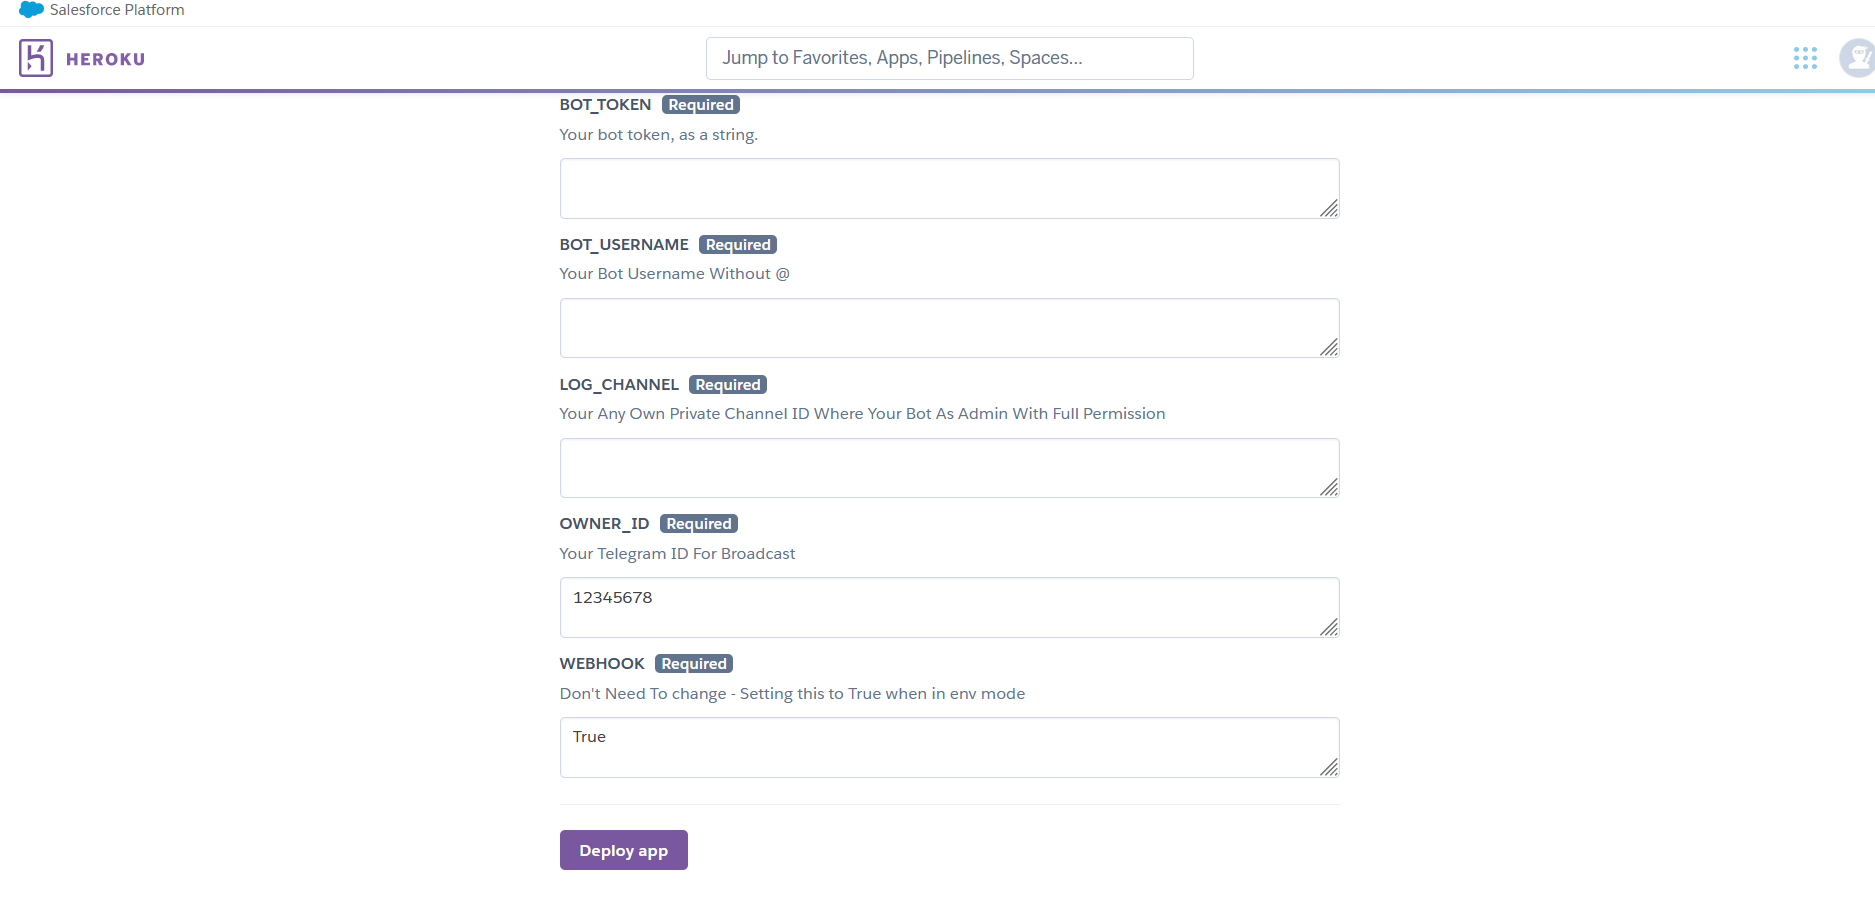 Salesforce Platform
HEROKU
Jump to Favorites, Apps, Pipelines, Spaces...
BOT_TOKEN Required
Your bot token, as a string.
BOT_USERNAME Required
Your Bot Username Without @
LOG_CHANNEL Required
Your Any Own Private Channel ID Where Your Bot As Admin With Full Permission
OWNER_ID Required
Your Telegram ID For Broadcast
12345678
WEBHOOK Required
Don't Need To change - Setting this to True when in env mode
True
Deploy app